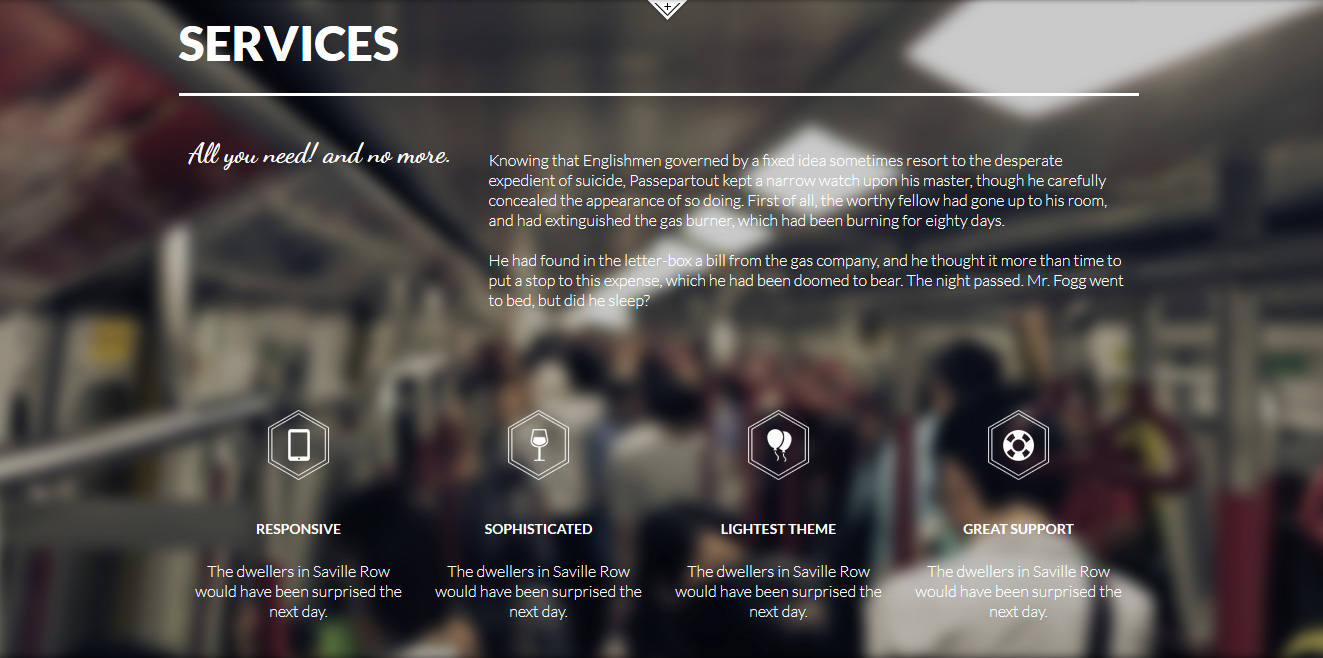 SERVICES
All you need! and no more.
Knowing that Englishmen governed by a fixed idea sometimes resort to the desperate
expedient of suicide, Passepartout kept a narrow watch upon his master, though he carefully
concealed the appearance of so doing. First of all, the worthy fellow had gone up to his room,
and had extinguished the gas burner, which had been burning for eighty days.
He had found in the letter-box a bill from the gas company, and he thought it more than time to
put a stop to this expense, which he had been doomed to bear. The night passed. Mr. Fogg went
to bed, but did he sleep?
RESPONSIVE
The dwellers in Saville Row
would have been surprised the
next day.
SOPHISTICATED
The dwellers in Saville Row
would have been surprised the
next day.
LIGHTEST THEME
The dwellers in Saville Row
would have been surprised the
next day.
GREAT SUPPORT
The dwellers in Saville Row
would have been surprised the
next day.